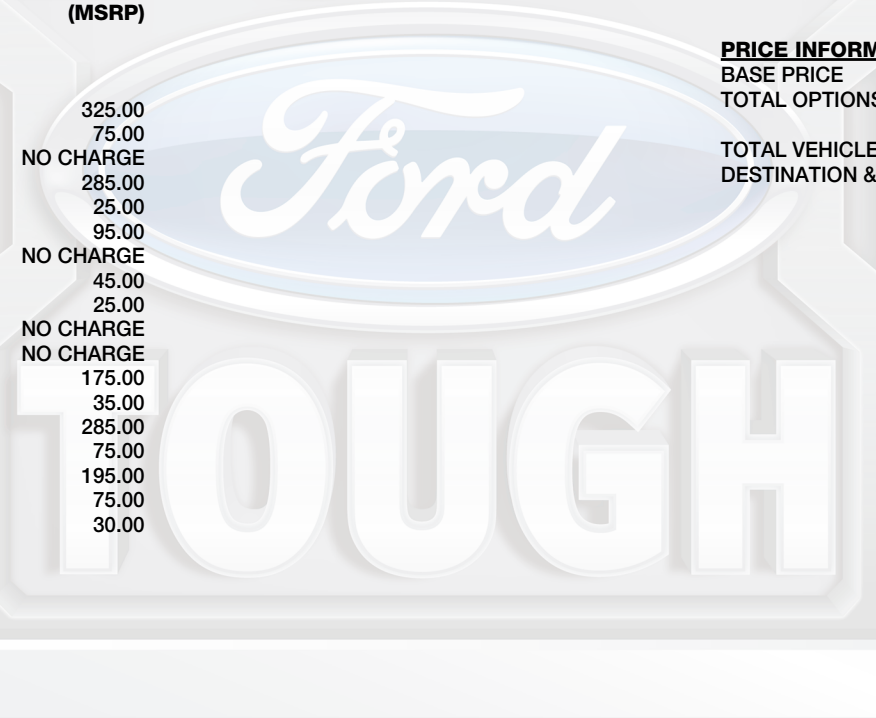 (MSRP)
325.00
75.00
NO CHARGE
285.00
25.00
95.00
NO CHARGE
45.00
25.00
NO CHARGE
NO CHARGE
175.00
35.00
285.00
75.00
195.00
75.00
30.00
PRICE INFORM
BASE PRICE
TOTAL OPTIONS
TOTAL VEHICLE
DESTINATION &
Ford
TOUGH